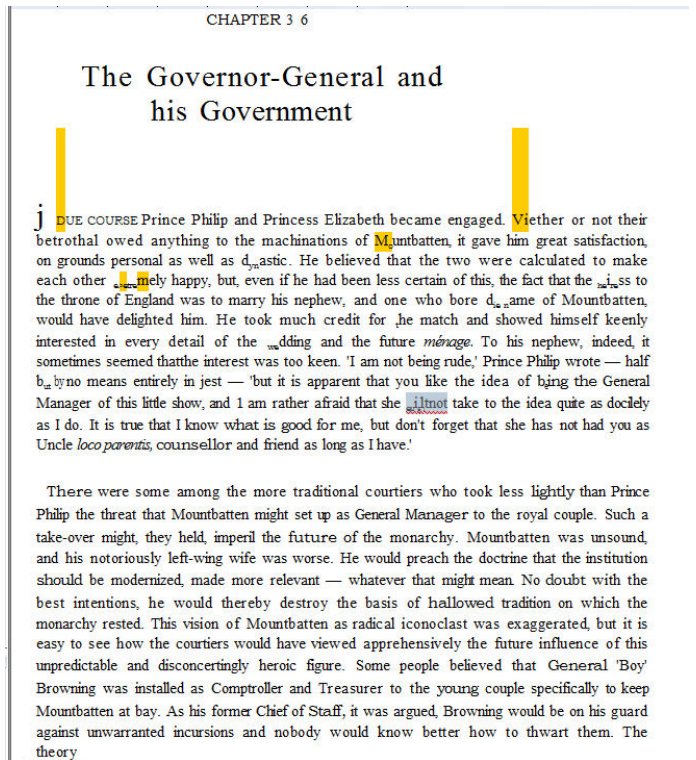 CHAPTER 3 6
The Governor-General and
his Government
j DUE COURSE Prince Philip and Princess Elizabeth became engaged. Viether or not their
betrothal owed anything to the machinations of Mountbatten, it gave him great satisfaction,
on grounds personal as well as dynastic. He believed that the two were calculated to make
each other mely happy, but, even if he had been less certain of this, the fact that the heiress to
the throne of England was to marry his nephew, and one who bore name of Mountbatten,
would have delighted him. He took much credit for he match and showed himself keenly
interested in every detail of the dding and the future ménage. To his nephew, indeed, it
sometimes seemed thatthe interest was too keen. 'I am not being rude,' Prince Philip wrote — half
byno means entirely in jest — 'but it is apparent that you like the idea of bjng the General
Manager of this little show, and 1 am rather afraid that she take to the idea quite as docilely
as I do. It is true that I know what is good for me, but don't forget that she has not had you as
Uncle loco parentis, counsellor and friend as long as I have.'
There were some among the more traditional courtiers who took less lightly than Prince
Philip the threat that Mountbatten might set up as General Manager to the royal couple. Such a
take-over might, they held, imperil the future of the monarchy. Mountbatten was unsound,
and his notoriously left-wing wife was worse. He would preach the doctrine that the institution
should be modernized, made more relevant — whatever that might mean. No doubt with the
best intentions, he would thereby destroy the basis of hallowed tradition on which the
monarchy rested. This vision of Mountbatten as radical iconoclast was exaggerated, but it is
easy to see how the courtiers would have viewed apprehensively the future influence of this
unpredictable and disconcertingly heroic figure. Some people believed that General 'Boy'
Browning was installed as Comptroller and Treasurer to the young couple specifically to keep
Mountbatten at bay. As his former Chief of Staff, it was argued, Browning would be on his guard
against unwarranted incursions and nobody would know better how to thwart them. The
theory